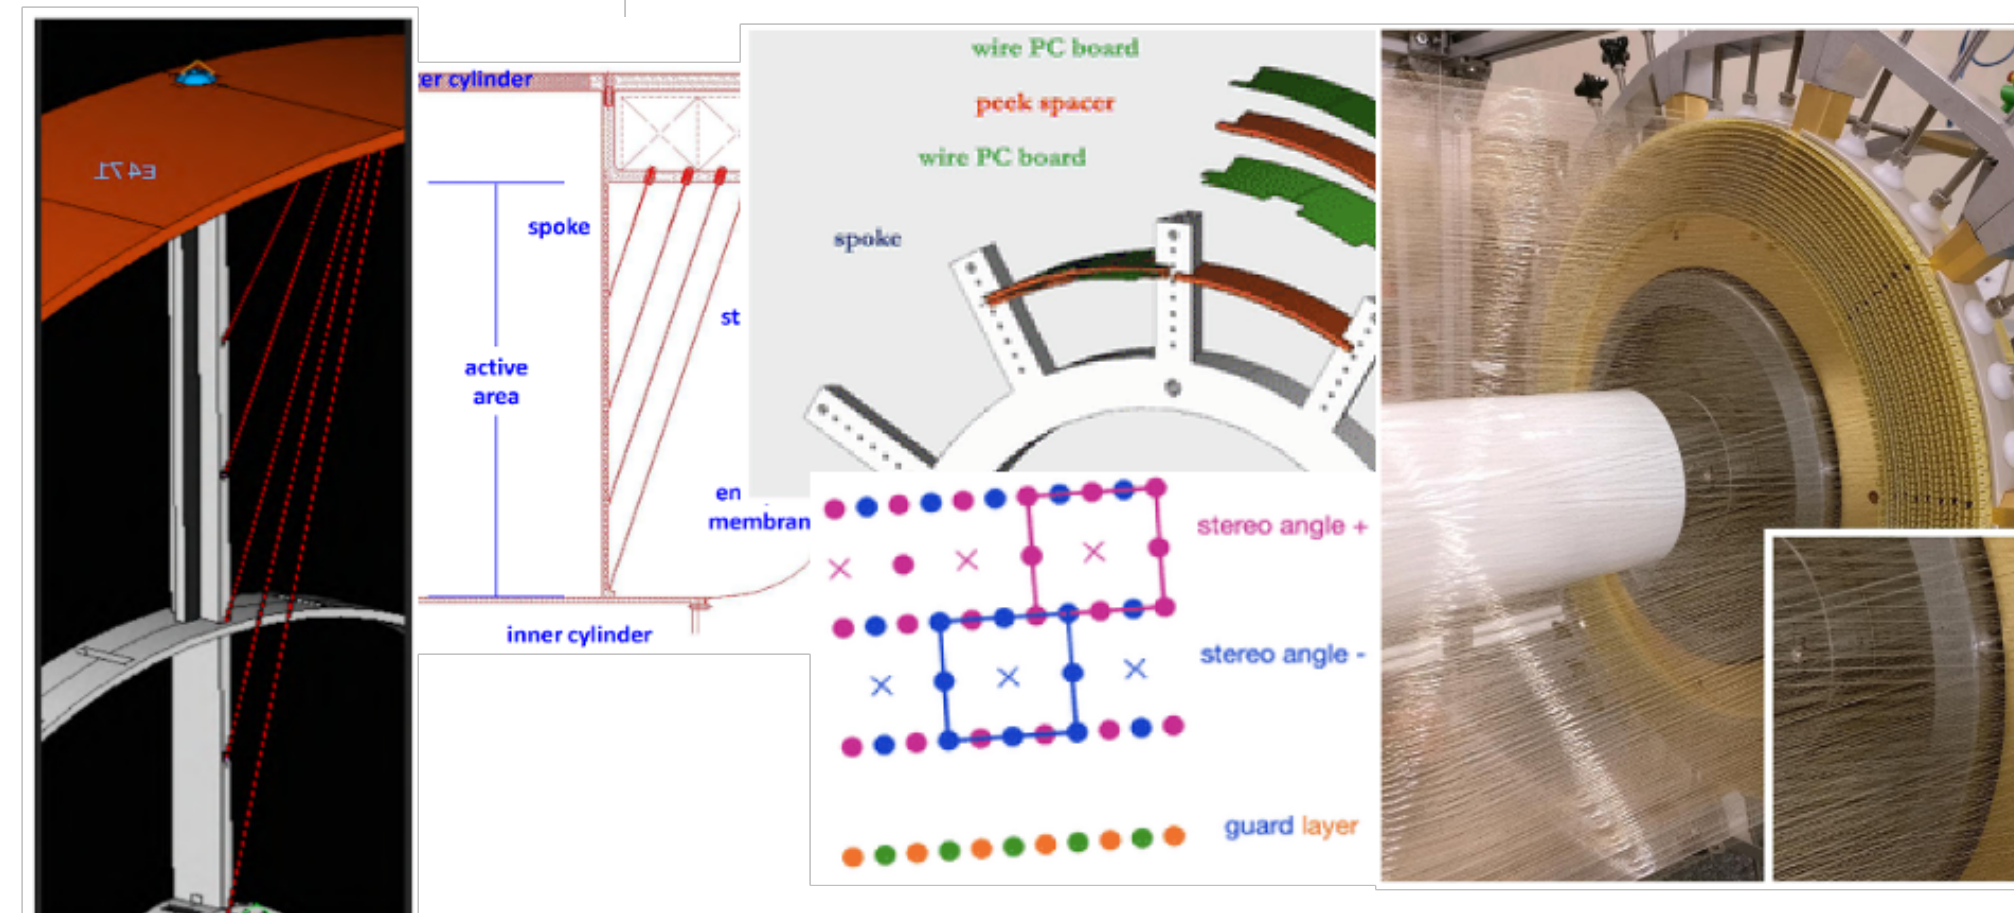 E471
er cylinder
spoke
active
area
st
en
membran
inner cylinder
wire PC board
peek spacer
wire PC board
spoke
stereo angle +
stereo angle -
guard layer